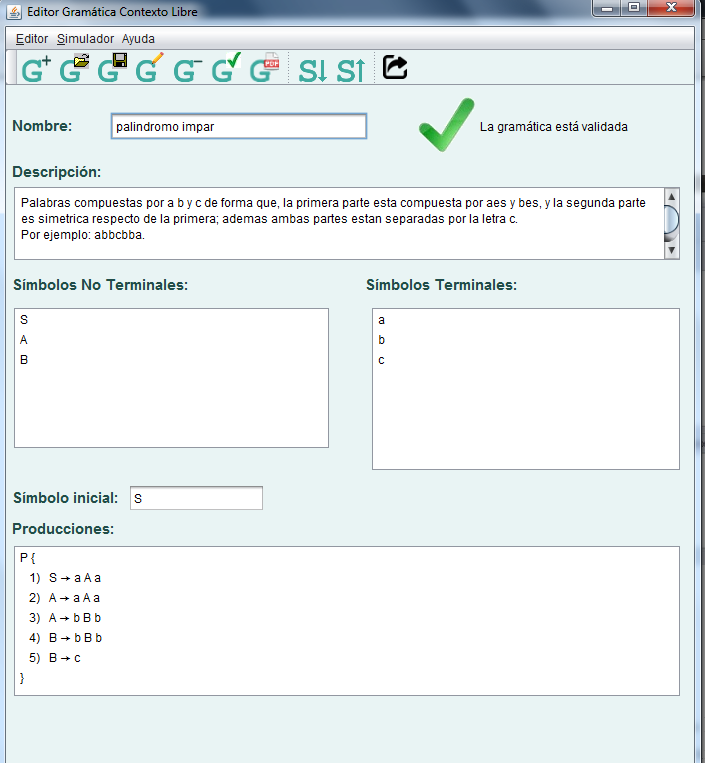 Editor Gramática Contexto Libre
Editor Simulador Ayuda
G+ G G G G- G G PDF S↓ S↑
Nombre: palindromo impar La gramática está validada
Descripción:
Palabras compuestas por a b y c de forma que, la primera parte esta compuesta por aes y bes, y la segunda parte
es simetrica respecto de la primera; ademas ambas partes estan separadas por la letra c.
Por ejemplo: abbcbba.
Símbolos No Terminales: Símbolos Terminales:
S a
A b
B c
Símbolo inicial: S
Producciones:
P {
1) S → a A a
2) A → a A a
3) A → b B b
4) B → b B b
5) B → c
}